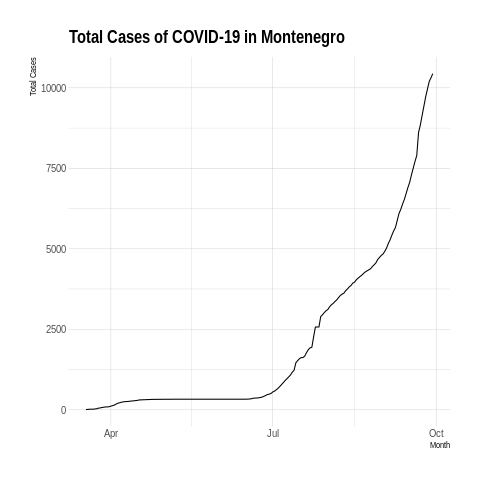 Total Cases of COVID-19 in Montenegro
Total Cases
10000
7500
5000
2500
0
Apr
Jul
Oct
Month